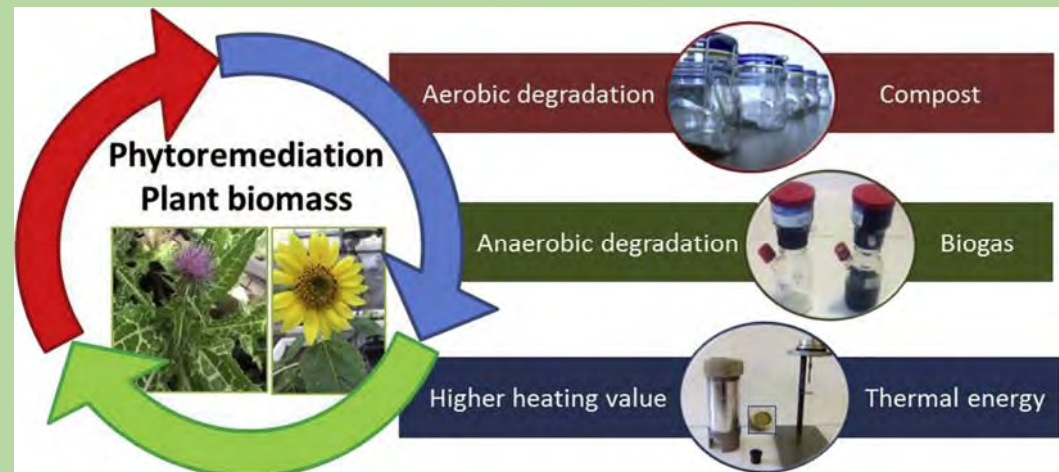 Phytoremediation
Plant biomass
Aerobic degradation
Compost
Anaerobic degradation
Biogas
Higher heating value
Thermal energy